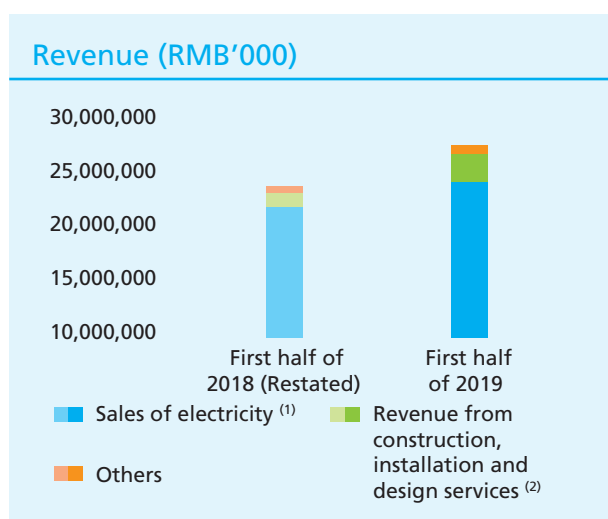 Revenue (RMB’000)
30,000,000
25,000,000
20,000,000
15,000,000
10,000,000
First half of
2018 (Restated)
First half
of 2019
Sales of electricity (1)
Revenue from
construction,
installation and
design services (2)
Others